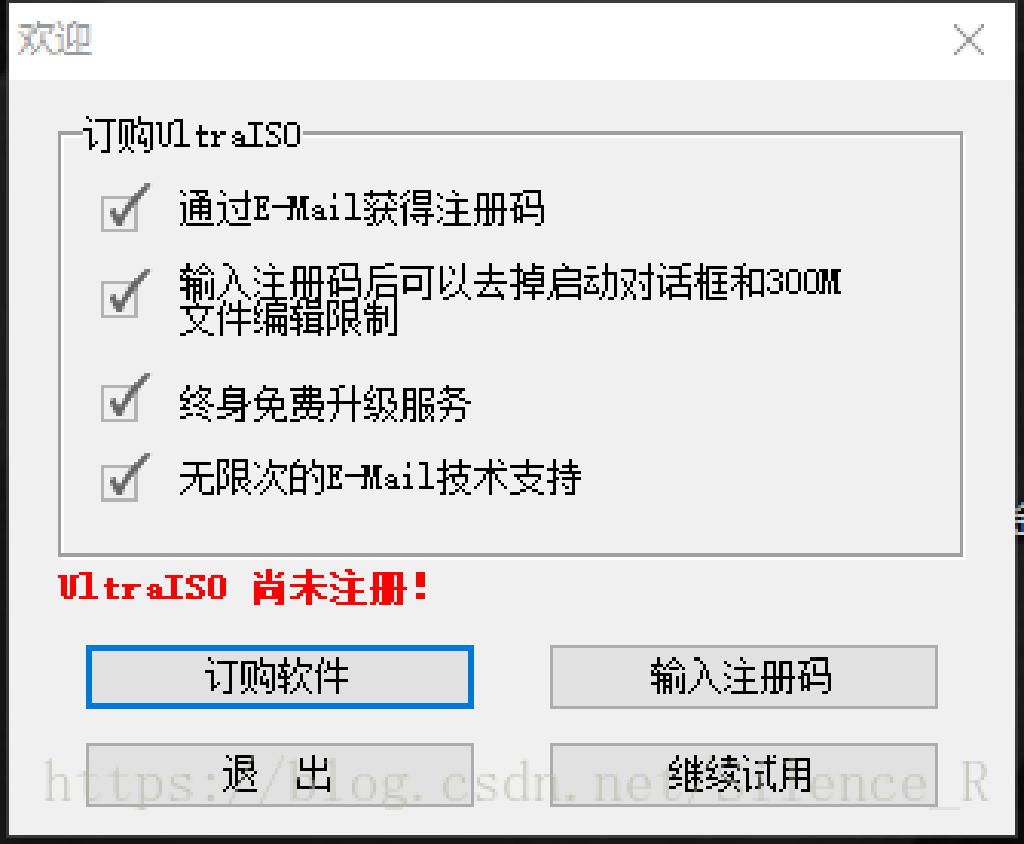 欢迎
订购UltraISO
通过E-Mail获得注册码
输入注册码后可以去掉启动对话框和300M
文件编辑限制
终身免费升级服务
无限次的E-Mail技术支持
UltraISO 尚未注册!
订购软件
输入注册码
退 出
继续试用
https://blog.csdn.net/Silence_R